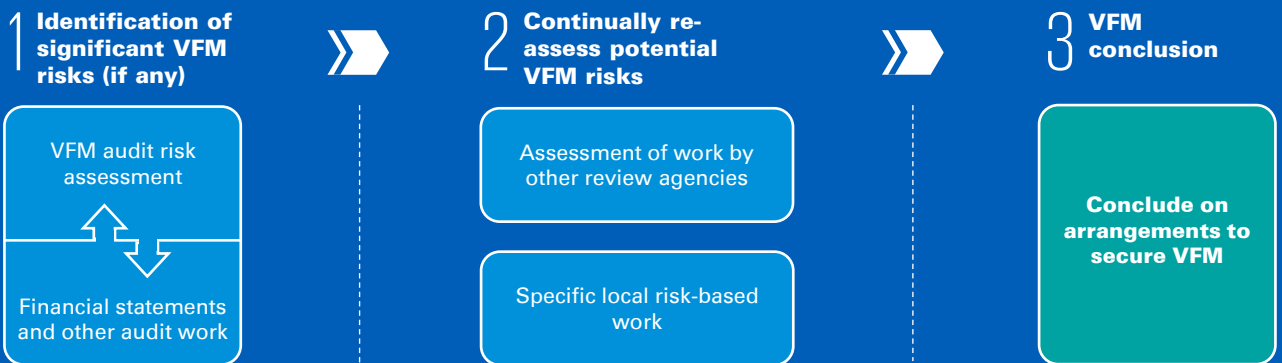 1 Identification of
significant VFM
risks (if any)
2 Continually re-
assess potential
VFM risks
3 VFM
conclusion
VFM audit risk
assessment
Financial statements
and other audit work
Assessment of work by
other review agencies
Specific local risk-based
work
Conclude on
arrangements to
secure VFM